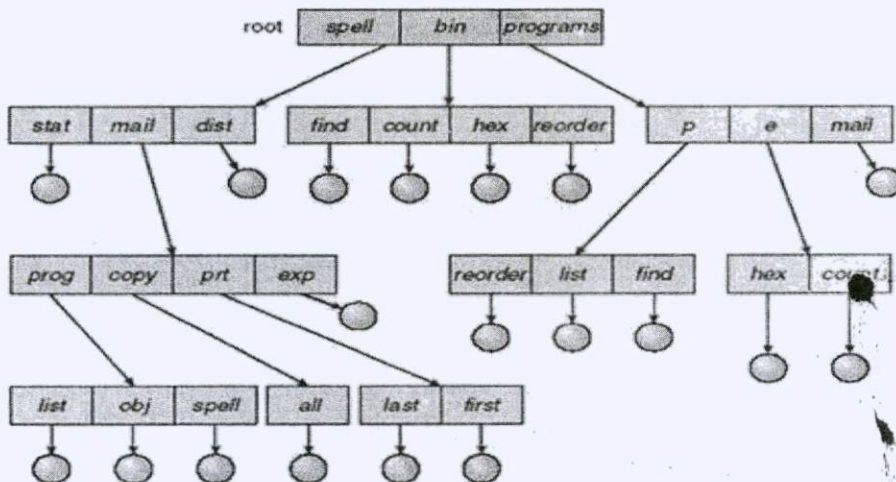 root spell bin programs
stat mail dist find count hex reorder p e mail
prog copy prt exp reorder list find hex count
list obj spell all last first